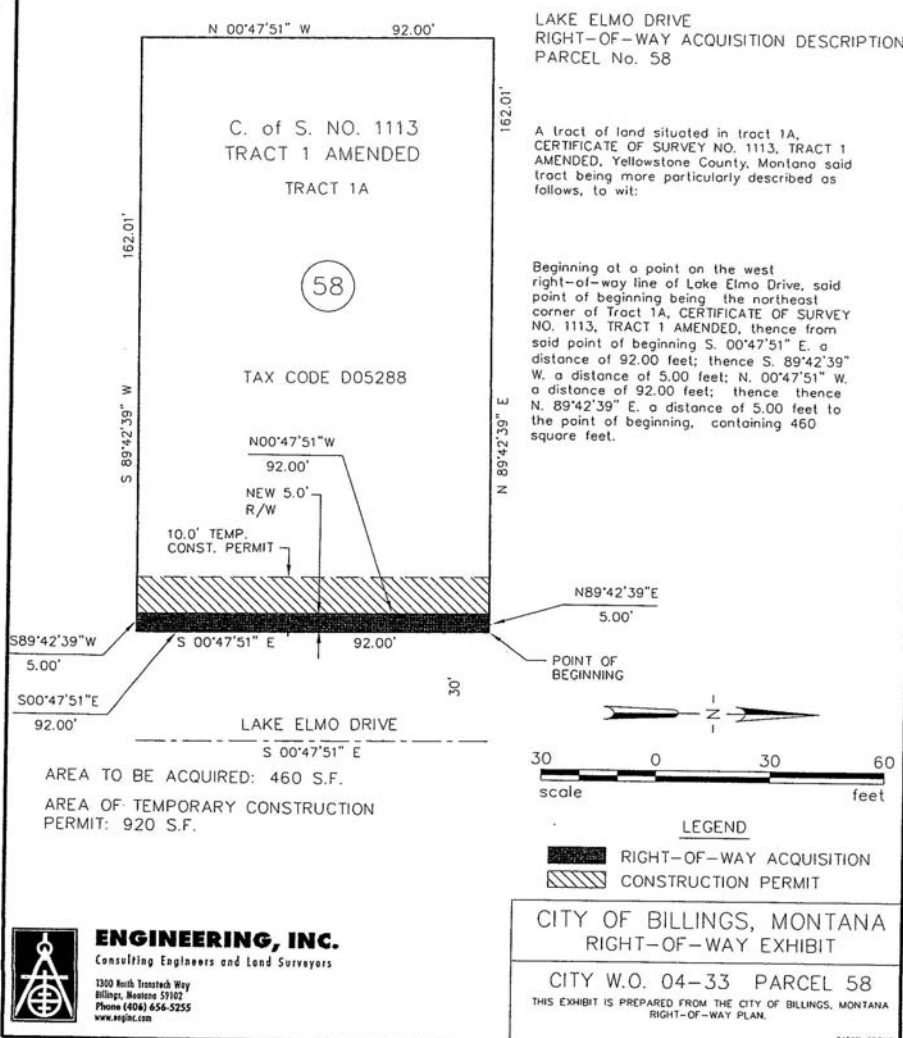 N 00°47'51" W 92.00'
LAKE ELMO DRIVE
RIGHT-OF-WAY ACQUISITION DESCRIPTION
PARCEL No. 58
C. of S. NO. 1113
TRACT 1 AMENDED
TRACT 1A
58
TAX CODE D05288
162.01'
S 89°42'39" W
162.01'
N 89°42'39" E
A tract of land situated in tract 1A,
CERTIFICATE OF SURVEY NO. 1113, TRACT 1
AMENDED, Yellowstone County, Montana said
tract being more particularly described as
follows, to wit:
Beginning at a point on the west
right-of-way line of Lake Elmo Drive, said
point of beginning being the northeast
corner of Tract 1A, CERTIFICATE OF SURVEY
NO. 1113, TRACT 1 AMENDED, thence from
said point of beginning S. 00°47'51" E. a
distance of 92.00 feet; thence S. 89°42'39"
W. a distance of 5.00 feet; N. 00°47'51" W.
a distance of 92.00 feet; thence thence
N. 89°42'39" E. a distance of 5.00 feet to
the point of beginning, containing 460
square feet.
N00°47'51"W
92.00'
NEW 5.0'
R/W
10.0' TEMP.
CONST. PERMIT
N89°42'39"E
5.00'
S89°42'39"W
5.00'
S 00°47'51" E 92.00'
POINT OF
BEGINNING
S00°47'51"E
92.00'
30'
LAKE ELMO DRIVE
S 00°47'51" E
N
30 0 30 60
scale feet
AREA TO BE ACQUIRED: 460 S.F.
AREA OF TEMPORARY CONSTRUCTION
PERMIT: 920 S.F.
LEGEND
RIGHT-OF-WAY ACQUISITION
CONSTRUCTION PERMIT
ENGINEERING, INC.
Consulting Engineers and Land Surveyors
1300 North Transtech Way
Billings, Montana 59102
Phone (406) 656-5255
www.enginc.com
CITY OF BILLINGS, MONTANA
RIGHT-OF-WAY EXHIBIT
CITY W.O. 04-33 PARCEL 58
THIS EXHIBIT IS PREPARED FROM THE CITY OF BILLINGS, MONTANA
RIGHT-OF-WAY PLAN.